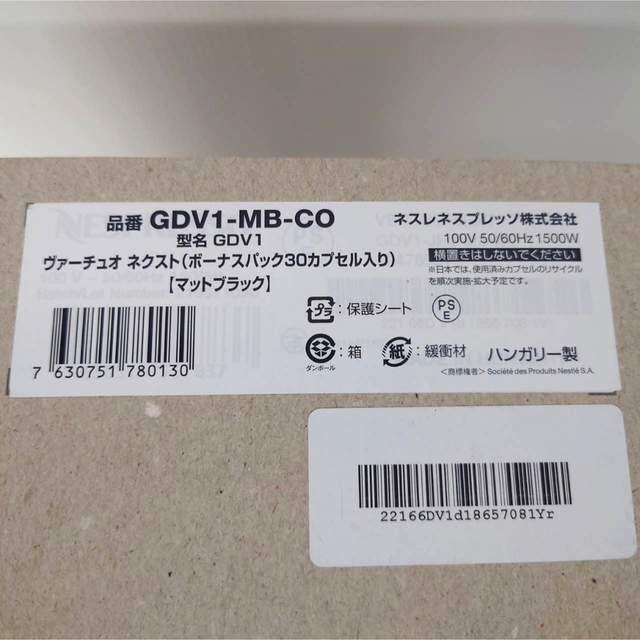 品番 GDV1-MB-CO
型名 GDV1
ヴァーチュオ ネクスト(ボーナスパック30カプセル入り)
【マットブラック】
ネスレネスプレッソ株式会社
100V 50/60Hz 1500W
横置きはしないでください
※日本では、使用済みカプセルのリサイクル
を順次実施・拡大予定です。
プラ:保護シート
PS
E
ダンボール:箱
紙:緩衝材
ハンガリー製
<商標権者> Société des Produits Nestlé S.A.
7 630751 780130
22166DV1d18657081Yr